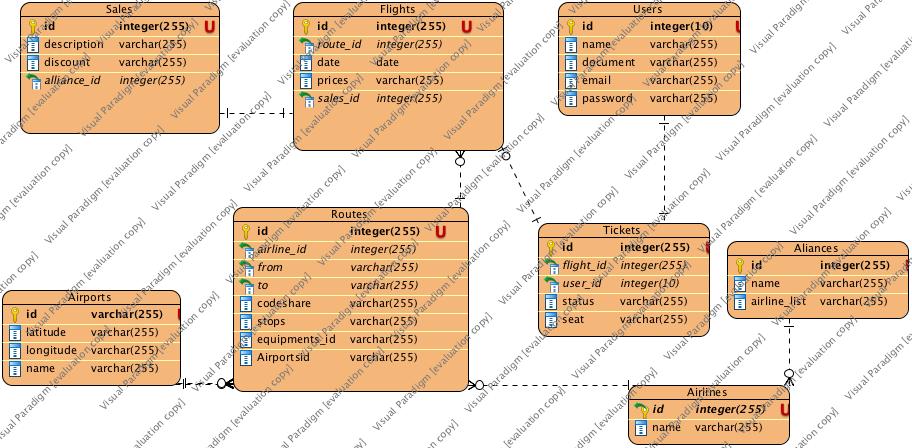 Sales
id integer(255) U
description varchar(255)
discount varchar(255)
alliance_id integer(255)
Flights
id integer(255) U
route_id integer(255)
date date
prices varchar(255)
sales_id integer(255)
Users
id integer(10)
name varchar(255)
document varchar(255)
email varchar(255)
password varchar(255)
Routes
id integer(255) U
airline_id integer(255)
from varchar(255)
to varchar(255)
codeshare varchar(255)
stops varchar(255)
equipments_id varchar(255)
Airportsid varchar(255)
Tickets
id integer(255)
flight_id integer(255)
user_id integer(10)
status varchar(255)
seat varchar(255)
Aliances
id integer(255)
name varchar(255)
airline_list varchar(255)
Airports
id varchar(255)
latitude varchar(255)
longitude varchar(255)
name varchar(255)
Airlines
id integer(255) U
name varchar(255)
Visual Paradigm [evaluation copy]